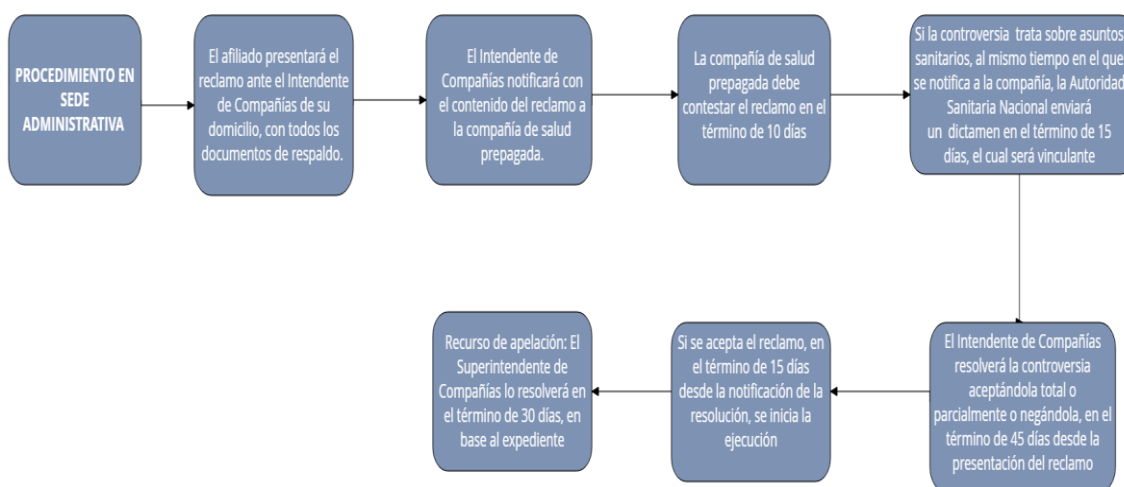 PROCEDIMIENTO EN
SEDE
ADMINISTRATIVA
El afiliado presentará el
reclamo ante el Intendente
de Compañías de su
domicilio, con todos los
documentos de respaldo.
El Intendente de
Compañías notificará con
el contenido del reclamo a
la compañía de salud
prepagada.
La compañía de salud
prepagada debe
contestar el reclamo en el
término de 10 días
Si la controversia trata sobre asuntos
sanitarios, al mismo tiempo en el que
se notifica a la compañía, la Autoridad
Sanitaria Nacional enviará
un dictamen en el término de 15
días, el cual será vinculante
El Intendente de Compañías
resolverá la controversia
aceptándola total o
parcialmente o negándola, en el
término de 45 días desde la
presentación del reclamo
Si se acepta el reclamo, en
el término de 15 días
desde la notificación de la
resolución, se inicia la
ejecución
Recurso de apelación: El
Superintendente de
Compañías lo resolverá en
el término de 30 días, en
base al expediente